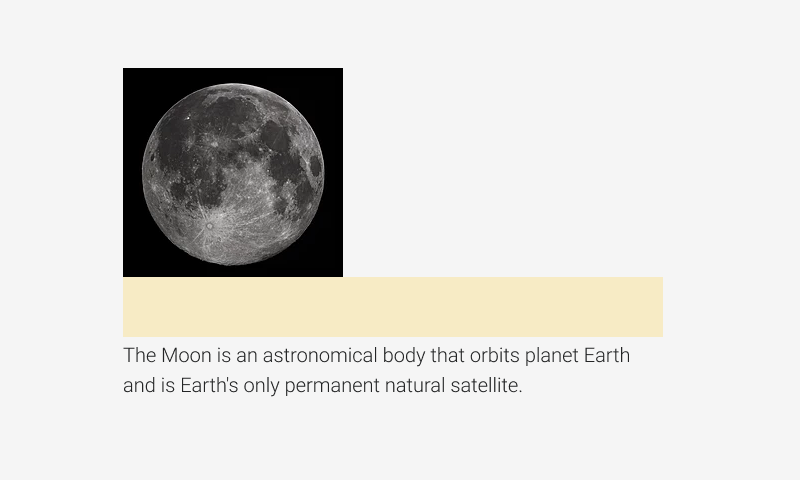 The Moon is an astronomical body that orbits planet Earth
and is Earth's only permanent natural satellite.